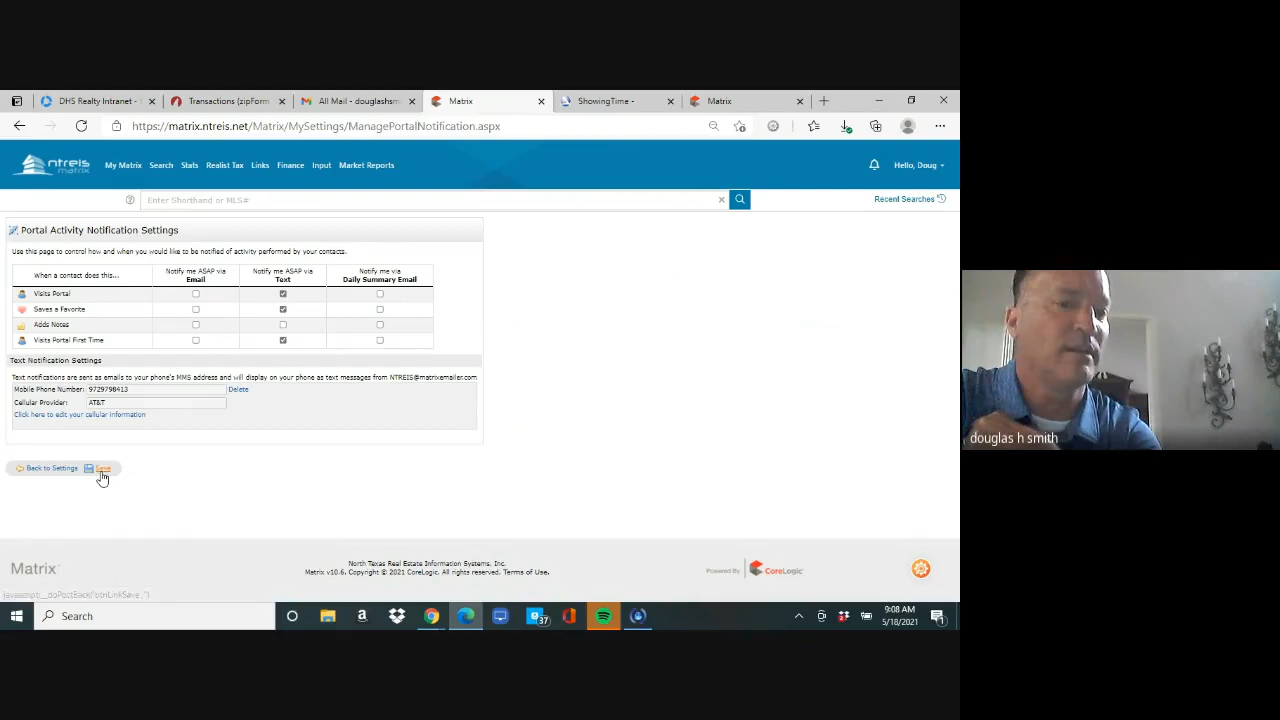 DHS Realty Intranet -
Transactions (zipForm
All Mail - douglashsm
Matrix
ShowingTime -
Matrix
https://matrix.ntreis.net/Matrix/MySettings/ManagePortalNotification.aspx
ntreis
matrix
My Matrix
Search
Stats
Realist Tax
Links
Finance
Input
Market Reports
Hello, Doug
Enter Shorthand or MLS#
Recent Searches
Portal Activity Notification Settings
Use this page to control how and when you would like to be notified of activity performed by your contacts.
When a contact does this...
Notify me ASAP via
Email
Notify me ASAP via
Text
Notify me via
Daily Summary Email
Visits Portal
Saves a Favorite
Adds Notes
Visits Portal First Time
Text Notification Settings
Text notifications are sent as emails to your phone's MMS address and will display on your phone as text messages from NTREIS@matrixemailer.com
Mobile Phone Number: 9729798413 Delete
Cellular Provider: AT&T
Click here to edit your cellular information
Back to Settings Save
douglas h smith
Matrix
North Texas Real Estate Information Systems, Inc.
Matrix v10.6. Copyright © 2021 CoreLogic. All rights reserved. Terms of Use.
Powered By CoreLogic
javascript:__doPostBack('btnLinkSave','')
Search
37
9:08 AM
5/18/2021